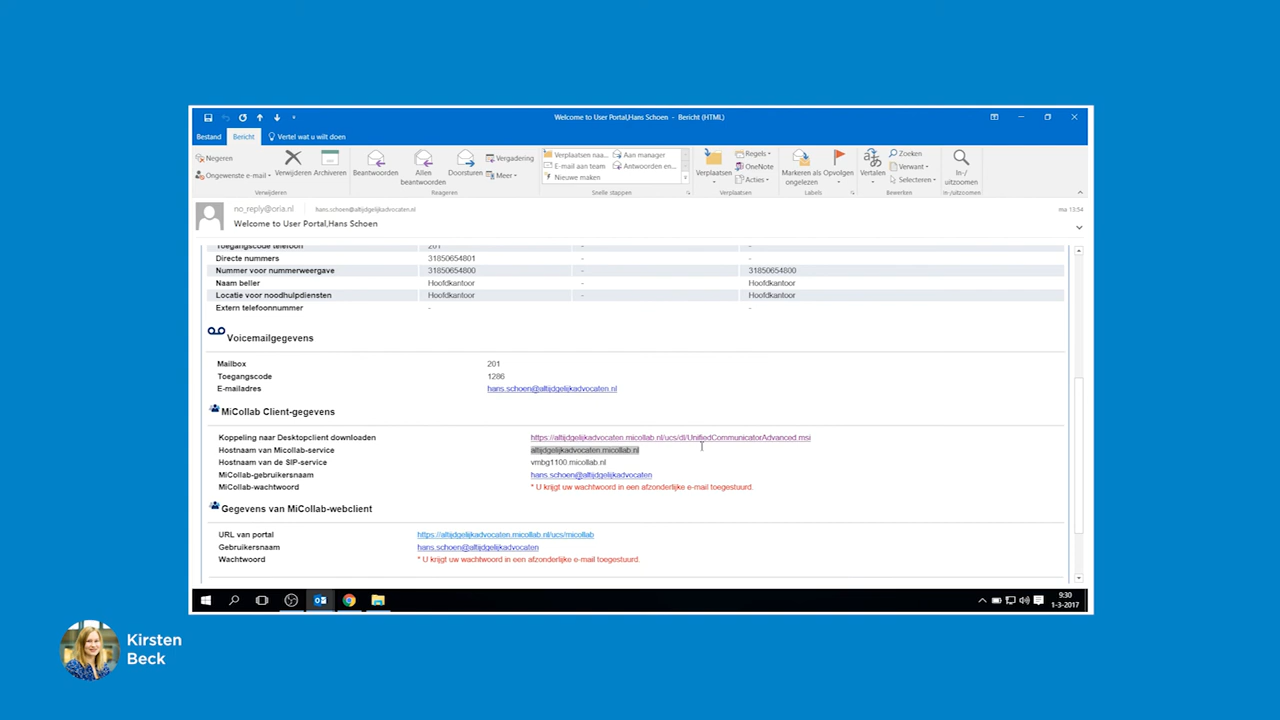 Welcome to User Portal,Hans Schoen - Bericht (HTML)
Bestand Bericht Vertel wat u wilt doen
Negeren
Ongewenste e-mail
Verwijderen Archiveren
Verwijderen
Beantwoorden Allen beantwoorden Doorsturen
Vergadering
Meer
Reageren
Verplaatsen naa... Aan manager
E-mail aan team Antwoorden en...
Nieuwe maken
Snelle stappen
Verplaatsen
Regels
OneNote
Acties
Verplaatsen
Markeren als ongelezen Opvolgen
Labels
Vertalen
Zoeken
Verwant
Selecteren
Bewerken
In-/ uitzoomen
In-/uitzoomen
no_reply@oria.nl hans.schoen@altijdgelijkadvocaten.nl ma 13:54
Welcome to User Portal,Hans Schoen
Toegangscode telefoon 201 - -
Directe nummers 31850654801 - -
Nummer voor nummerweergave 31850654800 - 31850654800
Naam beller Hoofdkantoor - Hoofdkantoor
Locatie voor noodhulpdiensten Hoofdkantoor - Hoofdkantoor
Extern telefoonnummer - -
Voicemailgegevens
Mailbox 201
Toegangscode 1286
E-mailadres hans.schoen@altijdgelijkadvocaten.nl
MiCollab Client-gegevens
Koppeling naar Desktopclient downloaden https://altijdgelijkadvocaten.micollab.nl/ucs/dl/UnifiedCommunicatorAdvanced.msi
Hostnaam van Micollab-service altijdgelijkadvocaten.micollab.nl
Hostnaam van de SIP-service vmbg1100.micollab.nl
MiCollab-gebruikersnaam hans.schoen@altijdgelijkadvocaten
MiCollab-wachtwoord * U krijgt uw wachtwoord in een afzonderlijke e-mail toegestuurd.
Gegevens van MiCollab-webclient
URL van portal https://altijdgelijkadvocaten.micollab.nl/ucs/micollab
Gebruikersnaam hans.schoen@altijdgelijkadvocaten
Wachtwoord * U krijgt uw wachtwoord in een afzonderlijke e-mail toegestuurd.
9:30
1-3-2017
Kirsten
Beck